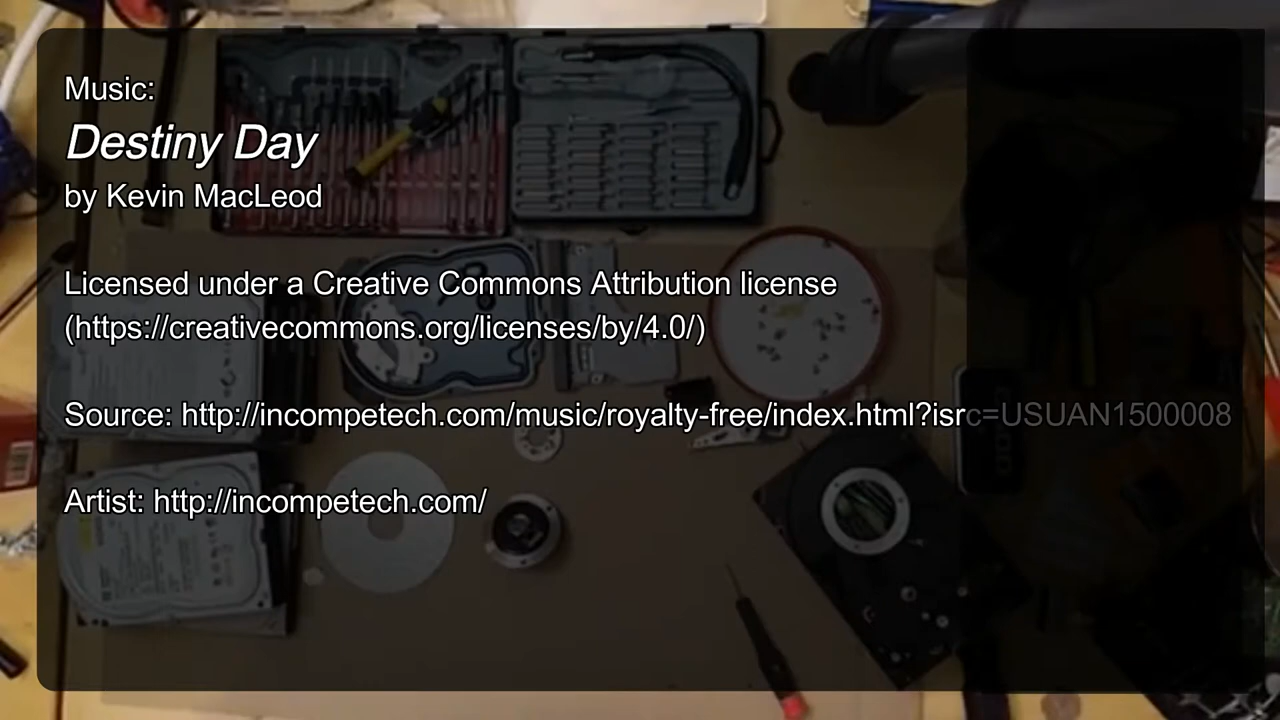 Music:
Destiny Day
by Kevin MacLeod
Licensed under a Creative Commons Attribution license
(https://creativecommons.org/licenses/by/4.0/)
Source: http://incompetech.com/music/royalty-free/index.html?isrc=USUAN1500008
Artist: http://incompetech.com/